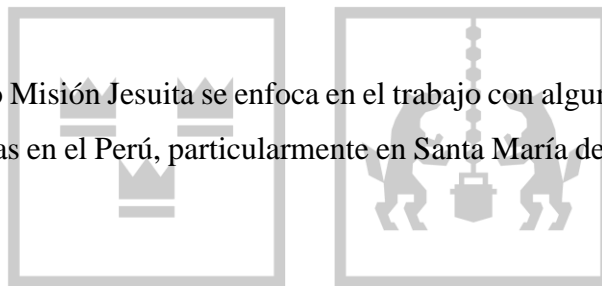 o Misión Jesuita se enfoca en el trabajo con algun
as en el Perú, particularmente en Santa María de